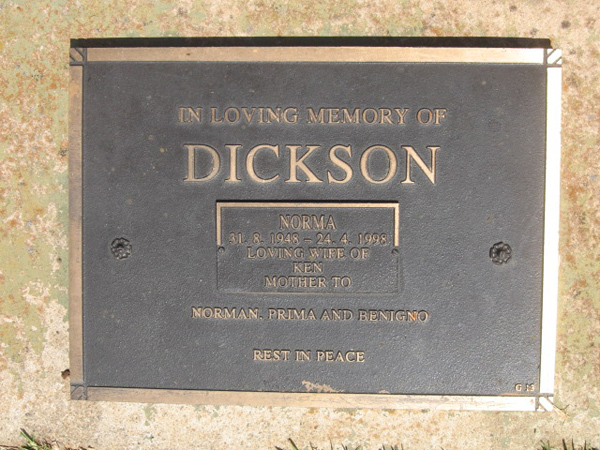 IN LOVING MEMORY OF
DICKSON
NORMA
31. 8. 1948 – 24. 4. 1998
LOVING WIFE OF
KEN
MOTHER TO
NORMAN, PRIMA AND BENIGNO
REST IN PEACE
G 13